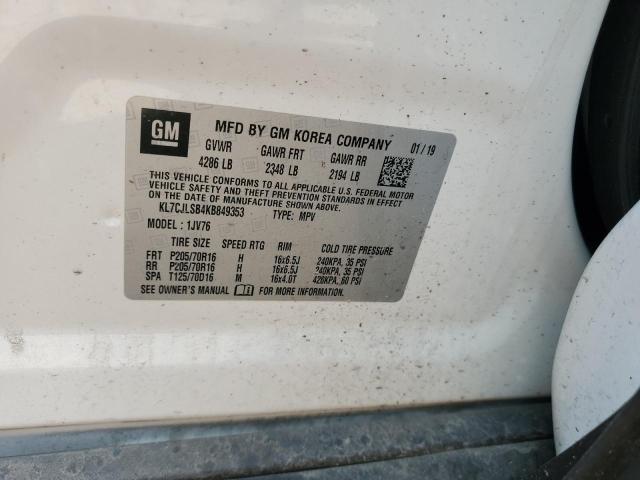 GM MFD BY GM KOREA COMPANY 01/19
GVWR GAWR FRT GAWR RR
4286 LB 2348 LB 2194 LB
THIS VEHICLE CONFORMS TO ALL APPLICABLE U.S. FEDERAL MOTOR
VEHICLE SAFETY AND THEFT PREVENTION STANDARDS IN EFFECT
ON THE DATE OF MANUFACTURE SHOWN ABOVE.
KL7CJLSB4KB849353 TYPE: MPV
MODEL: 1JV76
TIRE SIZE SPEED RTG RIM COLD TIRE PRESSURE
FRT P205/70R16 H 16x6.5J 240KPA, 35 PSI
RR P205/70R16 H 16x6.5J 240KPA, 35 PSI
SPA T125/70D16 M 16x4.0T 420KPA, 60 PSI
SEE OWNER'S MANUAL FOR MORE INFORMATION.